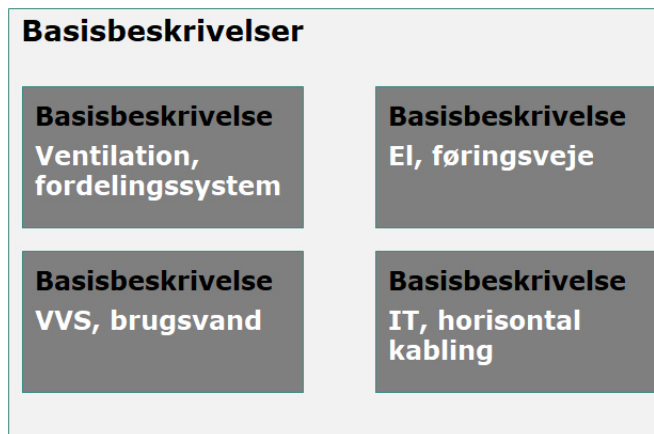 Basisbeskrivelser
Basisbeskrivelse
Ventilation,
fordelingssystem
Basisbeskrivelse
El, føringsveje
Basisbeskrivelse
VVS, brugsvand
Basisbeskrivelse
IT, horisontal
kabling